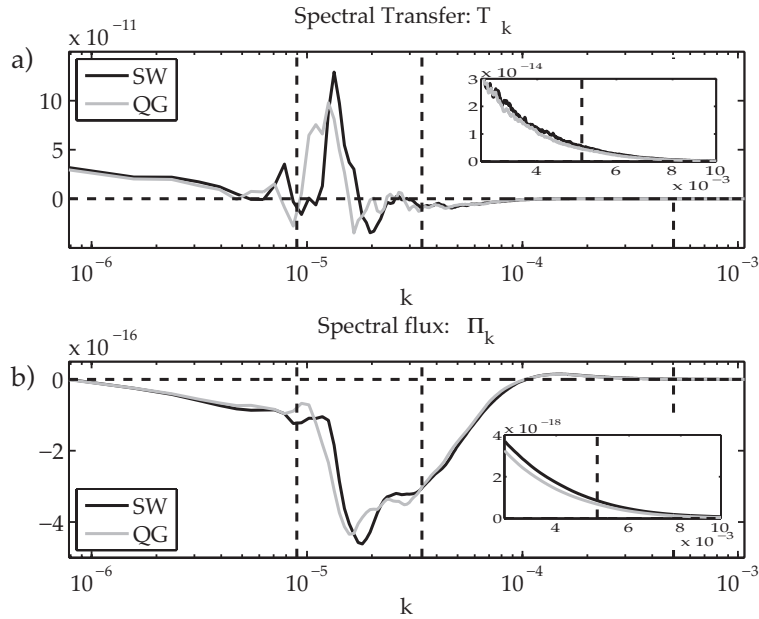 Spectral Transfer: T k
x 10⁻¹¹
a)
SW
QG
10
5
0
3 x 10⁻¹⁴
2
1
0
4 6 8 10
x 10⁻³
10⁻⁶ 10⁻⁵ 10⁻⁴ 10⁻³
k
Spectral flux: Πk
x 10⁻¹⁶
b)
0
−2
−4
SW
QG
4 x 10⁻¹⁸
2
0
4 6 8 10
x 10⁻³
10⁻⁶ 10⁻⁵ 10⁻⁴ 10⁻³
k